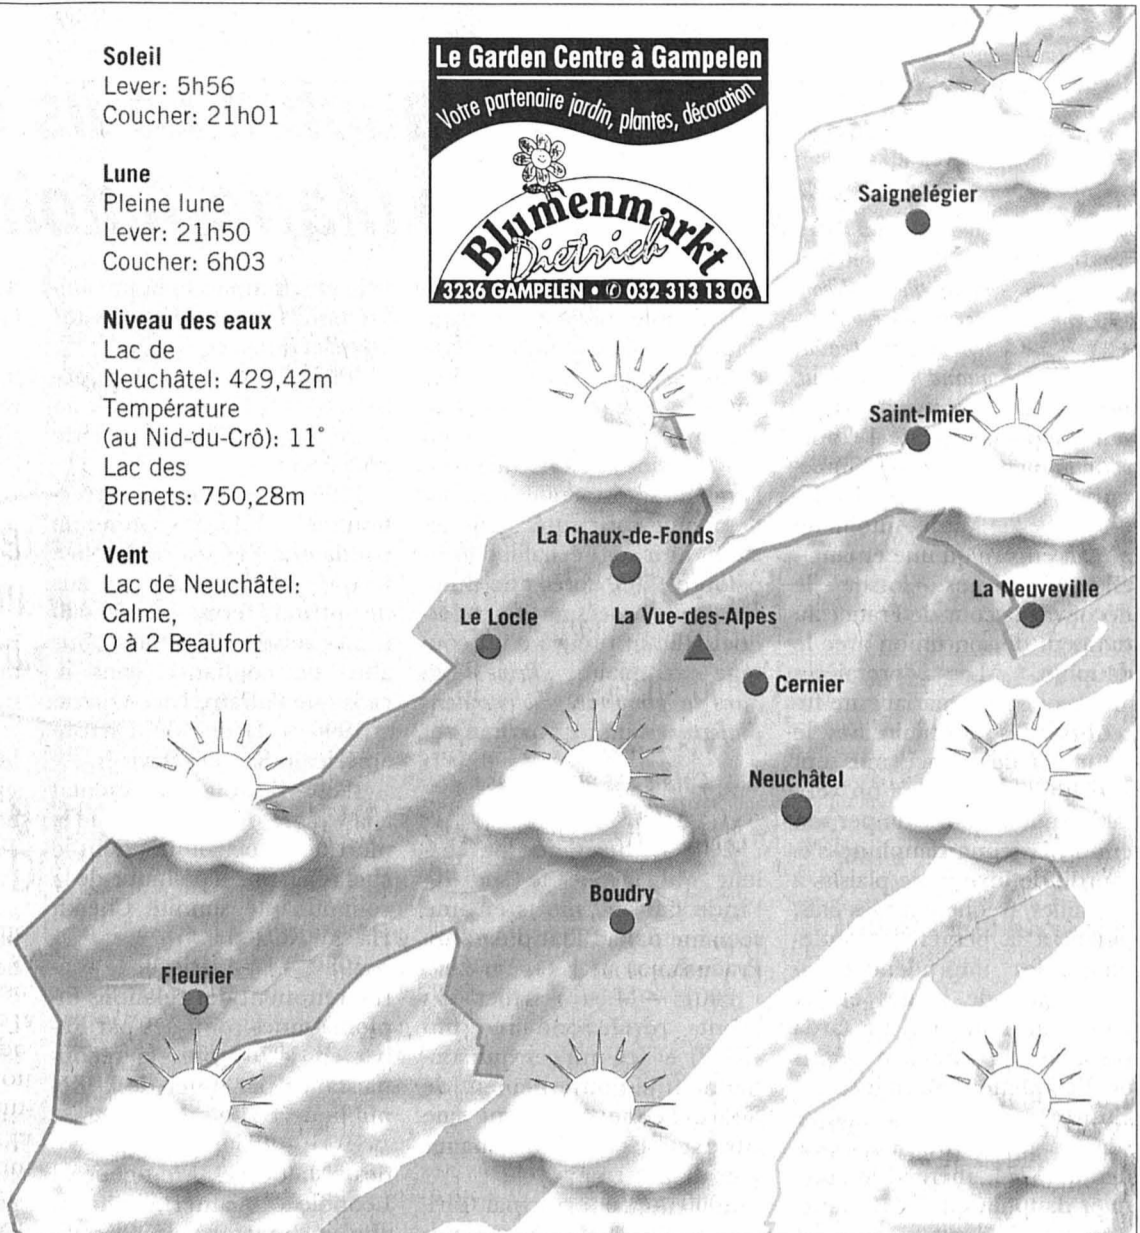 Soleil
Lever: 5h56
Coucher: 21h01
Lune
Pleine lune
Lever: 21h50
Coucher: 6h03
Niveau des eaux
Lac de
Neuchâtel: 429,42m
Température
(au Nid-du-Crô): 11°
Lac des
Brenets: 750,28m
Vent
Lac de Neuchâtel:
Calme,
0 à 2 Beaufort
Le Garden Centre à Gampelen
Votre partenaire jardin, plantes, décoration
Blumenmarkt
Dietrich
3236 GAMPELEN • ✆ 032 313 13 06
Saignelégier
Saint-Imier
La Chaux-de-Fonds
La Neuveville
Le Locle
La Vue-des-Alpes
Cernier
Neuchâtel
Boudry
Fleurier